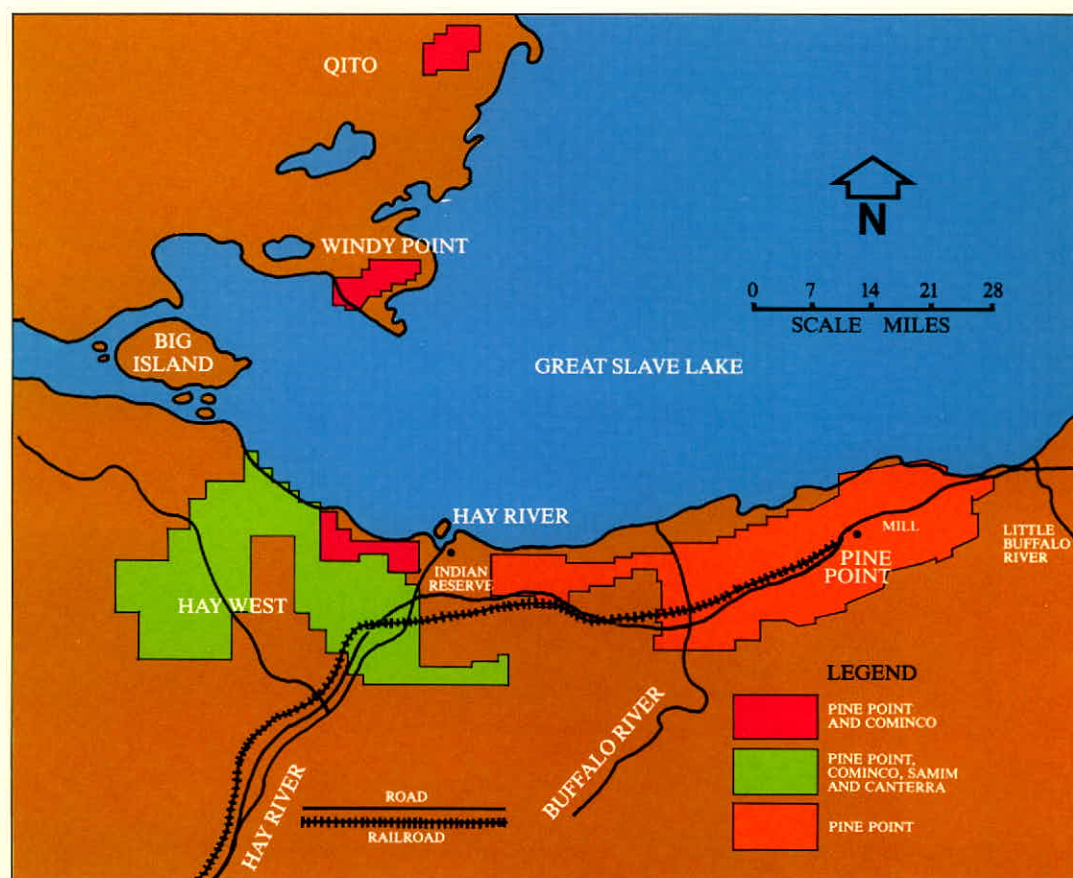 QITO
WINDY POINT
N
0 7 14 21 28
SCALE MILES
BIG
ISLAND
GREAT SLAVE LAKE
HAY RIVER
INDIAN
RESERVE
MILL
PINE
POINT
LITTLE
BUFFALO
RIVER
HAY WEST
HAY RIVER
BUFFALO RIVER
ROAD
RAILROAD
LEGEND
PINE POINT
AND COMINCO
PINE POINT,
COMINCO, SAMIM
AND CANTERRA
PINE POINT